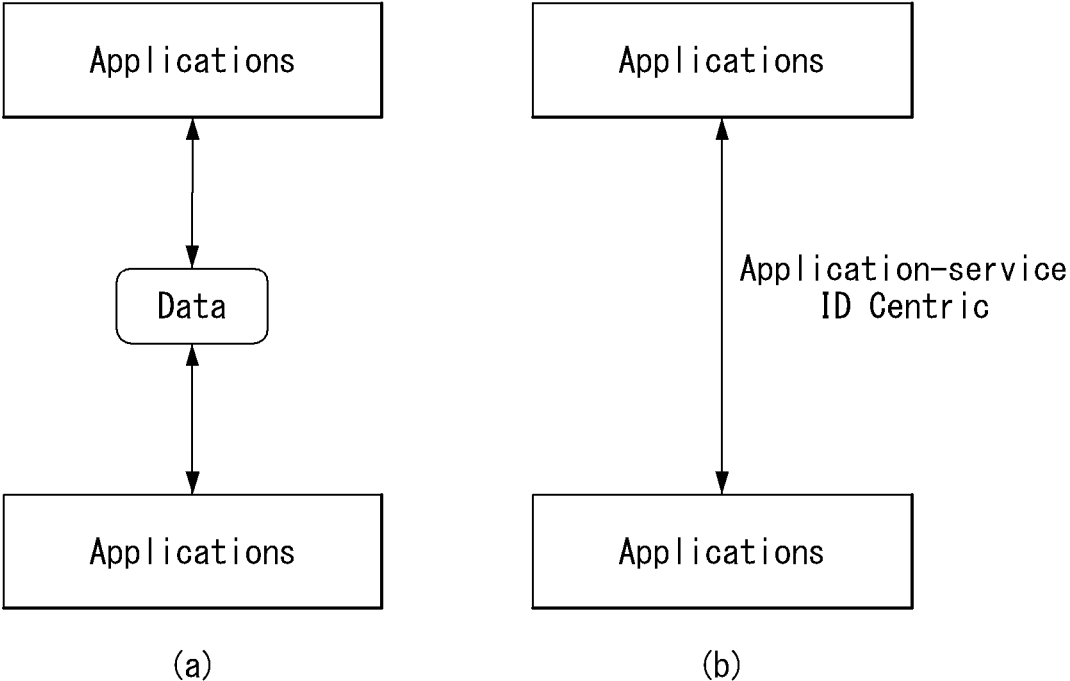 Applications
Applications
Data
Application-service
ID Centric
Applications
Applications
(a)
(b)